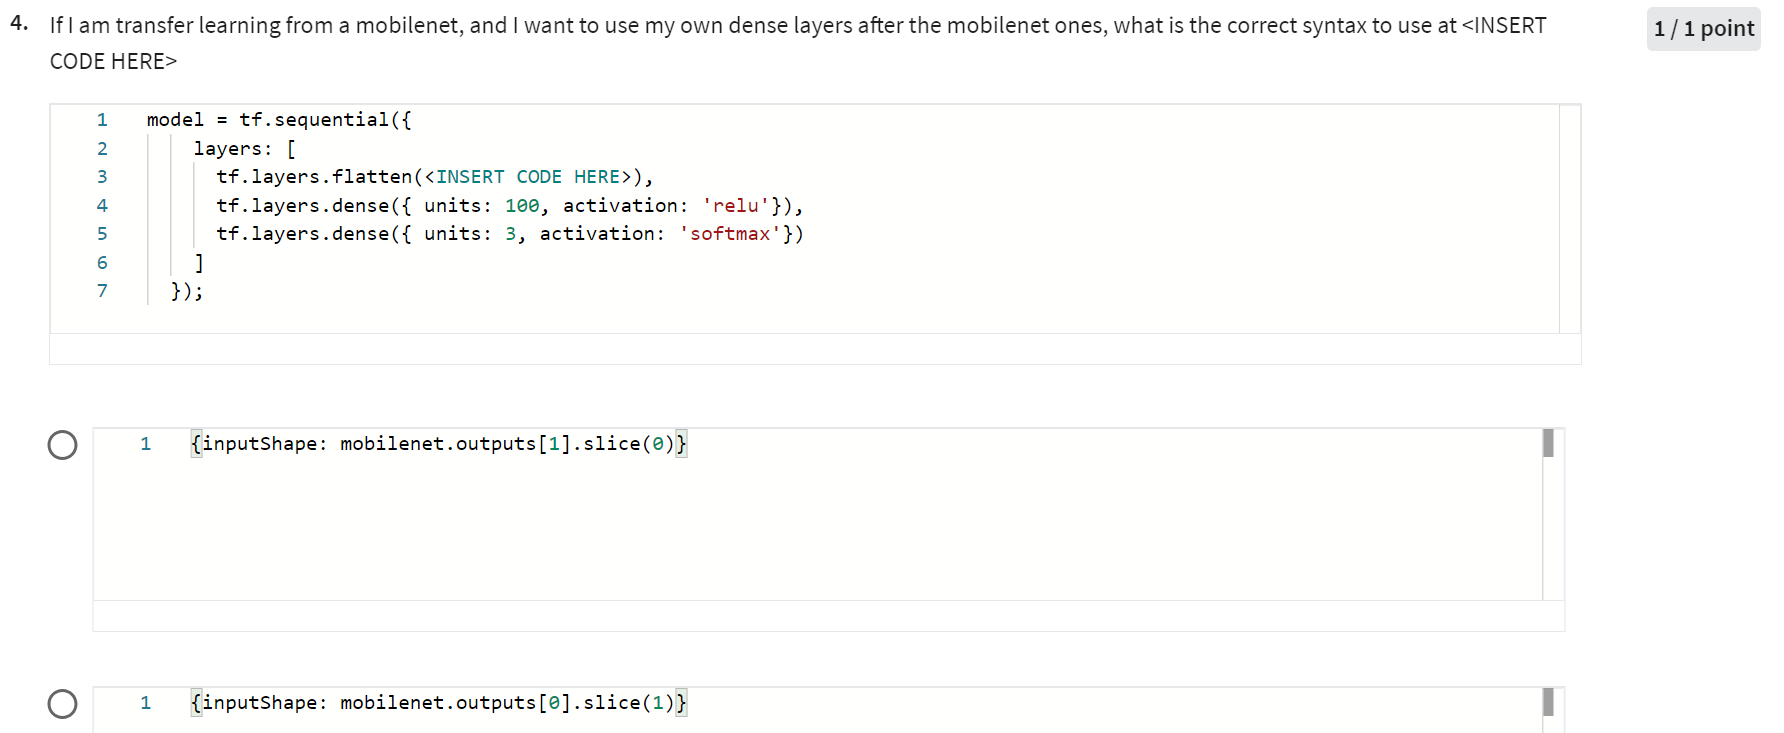 4. If I am transfer learning from a mobilenet, and I want to use my own dense layers after the mobilenet ones, what is the correct syntax to use at <INSERT
CODE HERE>
1 / 1 point
1 model = tf.sequential({
2 layers: [
3 tf.layers.flatten(<INSERT CODE HERE>),
4 tf.layers.dense({ units: 100, activation: 'relu'}),
5 tf.layers.dense({ units: 3, activation: 'softmax'})
6 ]
7 });
1 {inputShape: mobilenet.outputs[1].slice(0)}
1 {inputShape: mobilenet.outputs[0].slice(1)}